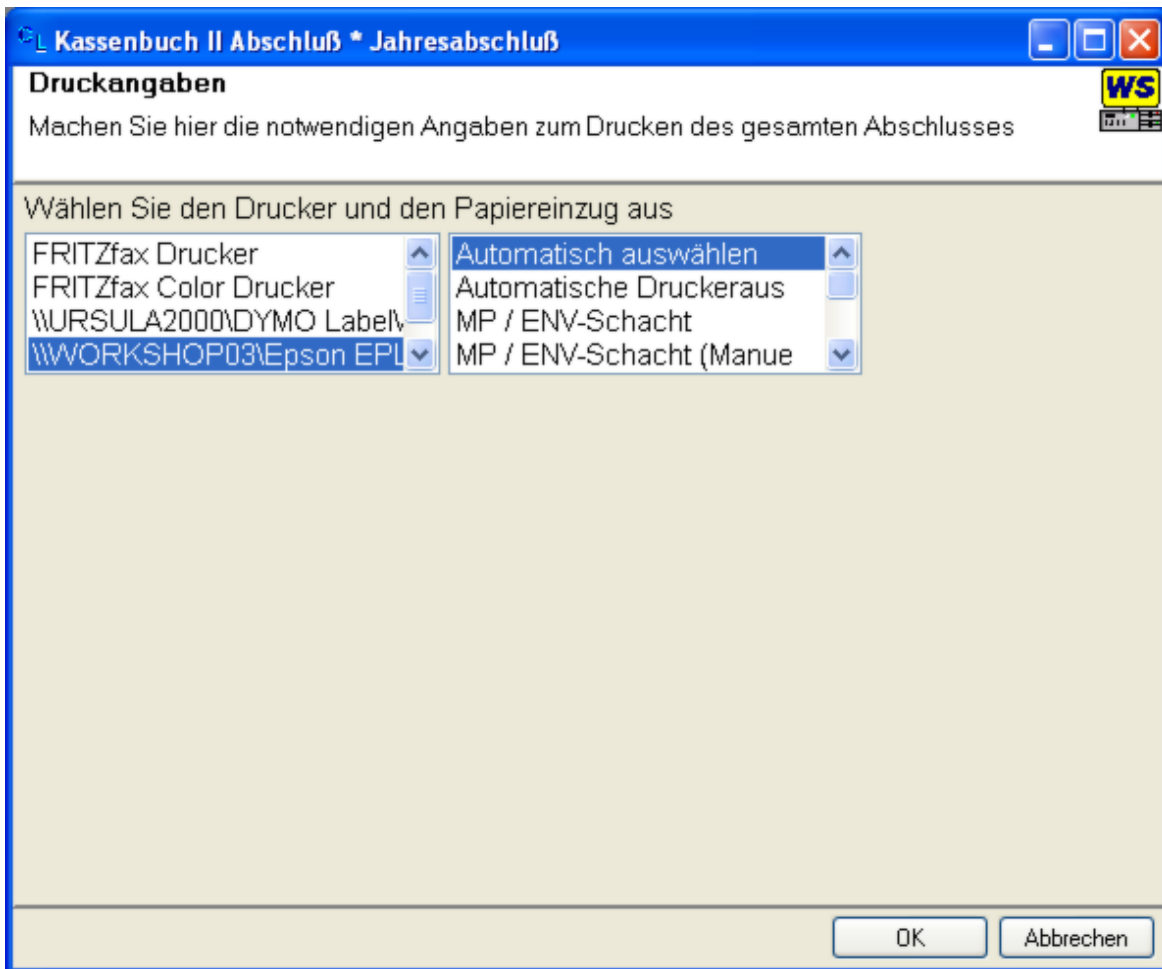 CL Kassenbuch II Abschluß * Jahresabschluß
Druckangaben
WS
Machen Sie hier die notwendigen Angaben zum Drucken des gesamten Abschlusses
Wählen Sie den Drucker und den Papiereinzug aus
FRITZfax Drucker
FRITZfax Color Drucker
\\URSULA2000\DYMO Label
\\WORKSHOP03\Epson EPL
Automatisch auswählen
Automatische Druckeraus
MP / ENV-Schacht
MP / ENV-Schacht (Manue
OK
Abbrechen